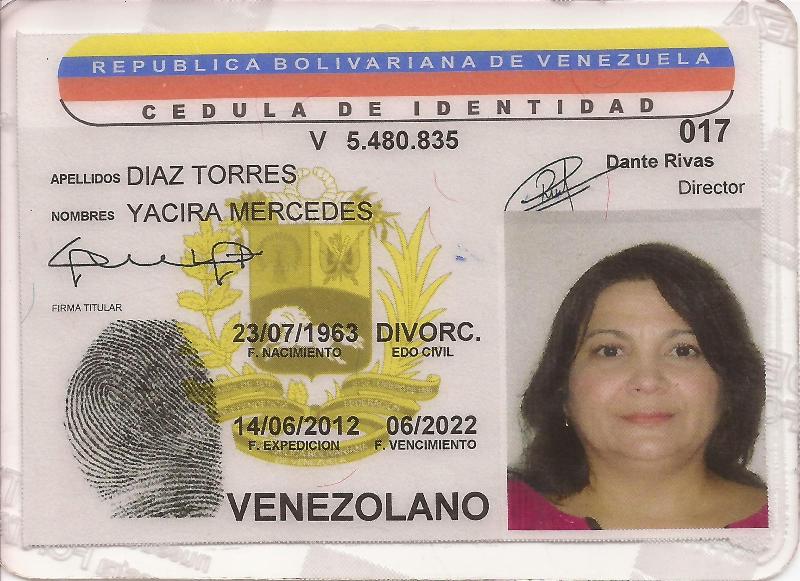 REPUBLICA BOLIVARIANA DE VENEZUELA
CEDULA DE IDENTIDAD
V 5.480.835
017
APELLIDOS DIAZ TORRES
Dante Rivas
Director
NOMBRES YACIRA MERCEDES
FIRMA TITULAR
23/07/1963 DIVORC.
F. NACIMIENTO EDO CIVIL
14/06/2012 06/2022
F. EXPEDICION F. VENCIMIENTO
VENEZOLANO